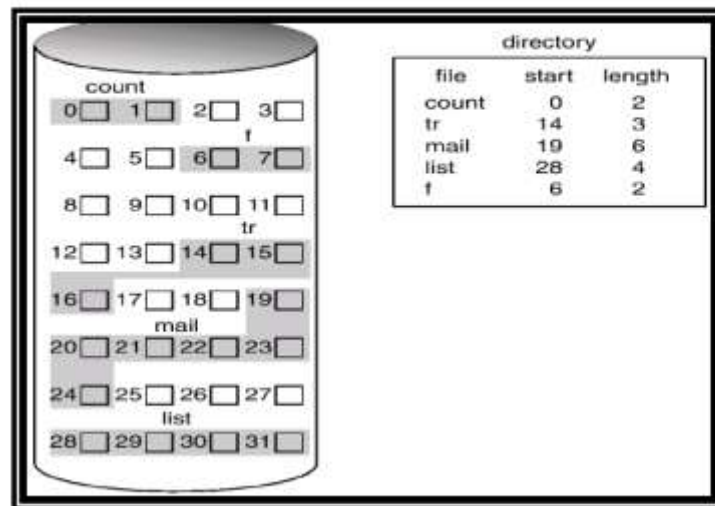 count
0 1 2 3
f
4 5 6 7
8 9 10 11
tr
12 13 14 15
16 17 18 19
mail
20 21 22 23
24 25 26 27
list
28 29 30 31
directory
file start length
count 0 2
tr 14 3
mail 19 6
list 28 4
f 6 2